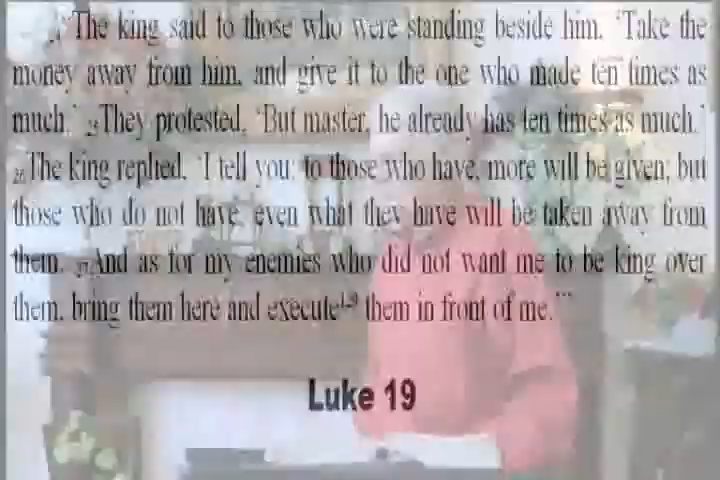 24"The king said to those who were standing beside him, 'Take the
money away from him, and give it to the one who made ten times as
much.' 25They protested, 'But master, he already has ten times as much.'
26The king replied, 'I tell you: to those who have, more will be given; but
those who do not have, even what they have will be taken away from
them. 27And as for my enemies who did not want me to be king over
them, bring them here and execute them in front of me.'"
Luke 19